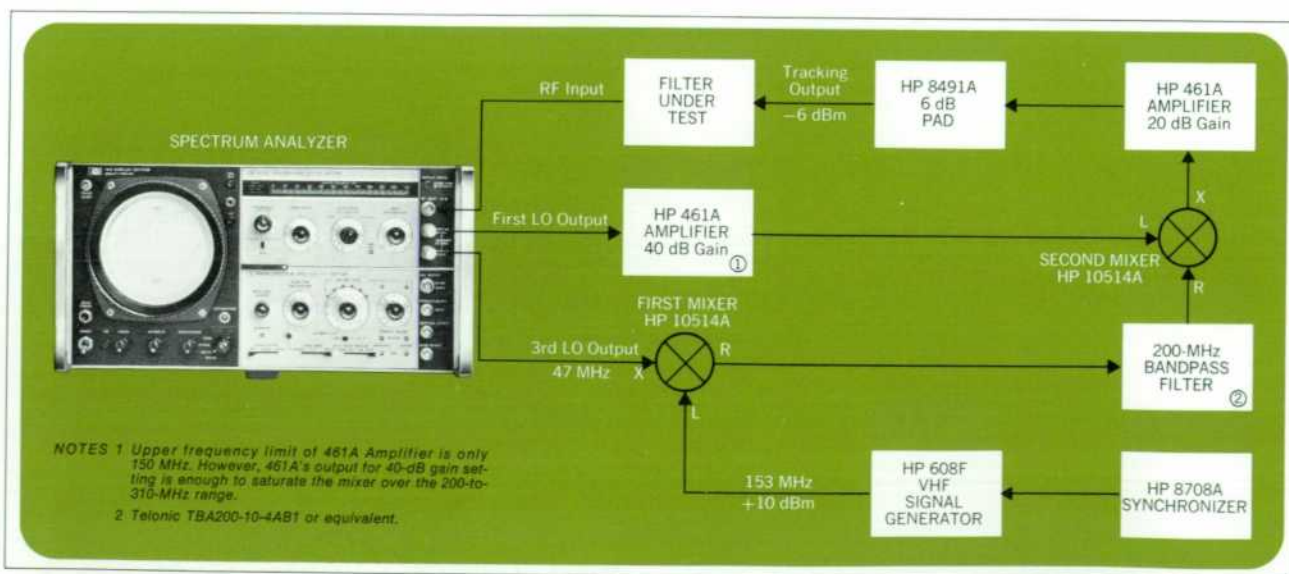 SPECTRUM ANALYZER
RF Input
FILTER
UNDER
TEST
Tracking
Output
−6 dBm
HP 8491A
6 dB
PAD
HP 461A
AMPLIFIER
20 dB Gain
First LO Output
HP 461A
AMPLIFIER
40 dB Gain
①
L
X
R
SECOND MIXER
HP 10514A
FIRST MIXER
HP 10514A
3rd LO Output
47 MHz
X
R
L
200-MHz
BANDPASS
FILTER
②
153 MHz
+10 dBm
HP 608F
VHF
SIGNAL
GENERATOR
HP 8708A
SYNCHRONIZER
NOTES 1 Upper frequency limit of 461A Amplifier is only
150 MHz. However, 461A's output for 40-dB gain set-
ting is enough to saturate the mixer over the 200-to-
310-MHz range.
2 Telonic TBA200-10-4AB1 or equivalent.